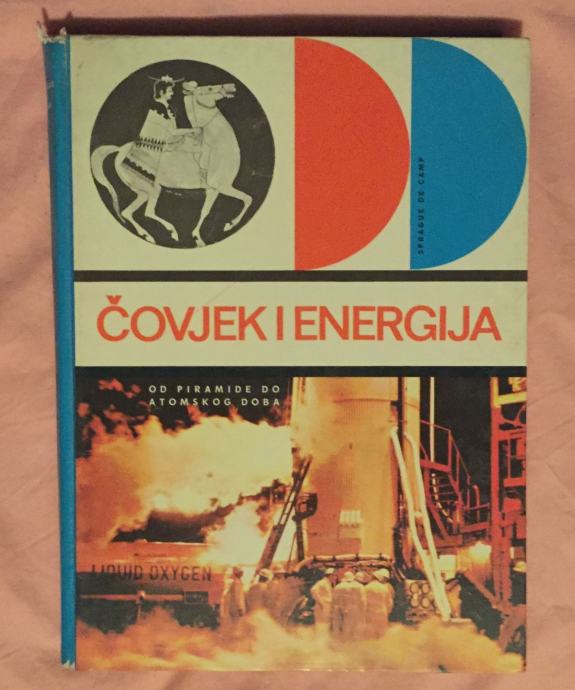 SPRAGUE DE CAMP
ČOVJEK I ENERGIJA
OD PIRAMIDE DO
ATOMSKOG DOBA
LIQUID OXYGEN